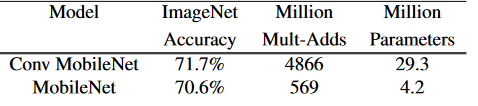 Model ImageNet Million Million
Accuracy Mult-Adds Parameters
Conv MobileNet 71.7% 4866 29.3
MobileNet 70.6% 569 4.2